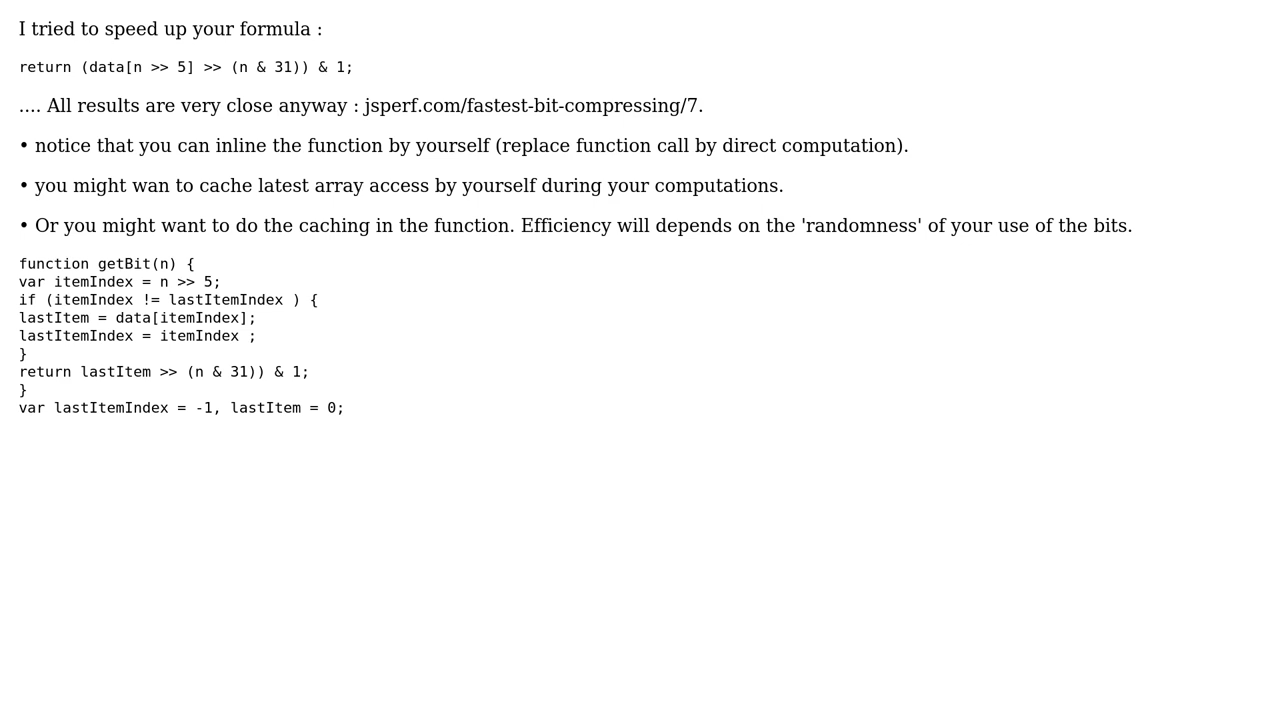 I tried to speed up your formula :
return (data[n >> 5] >> (n & 31)) & 1;
.... All results are very close anyway : jsperf.com/fastest-bit-compressing/7.
• notice that you can inline the function by yourself (replace function call by direct computation).
• you might wan to cache latest array access by yourself during your computations.
• Or you might want to do the caching in the function. Efficiency will depends on the 'randomness' of your use of the bits.
function getBit(n) {
var itemIndex = n >> 5;
if (itemIndex != lastItemIndex ) {
lastItem = data[itemIndex];
lastItemIndex = itemIndex ;
}
return lastItem >> (n & 31)) & 1;
}
var lastItemIndex = -1, lastItem = 0;